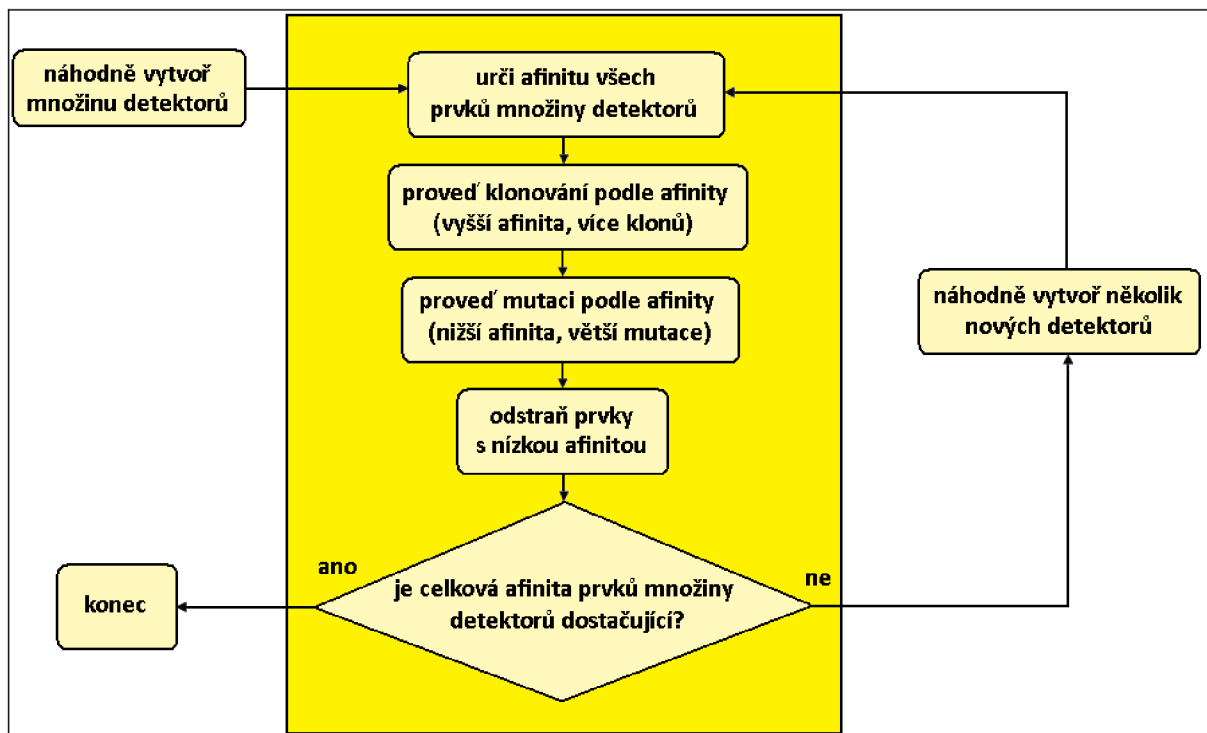 náhodně vytvoř
množinu detektorů
urči afinitu všech
prvků množiny detektorů
proveď klonování podle afinity
(vyšší afinita, více klonů)
proveď mutaci podle afinity
(nižší afinita, větší mutace)
náhodně vytvoř několik
nových detektorů
odstraň prvky
s nízkou afinitou
ano
ne
je celková afinita prvků množiny
detektorů dostačující?
konec